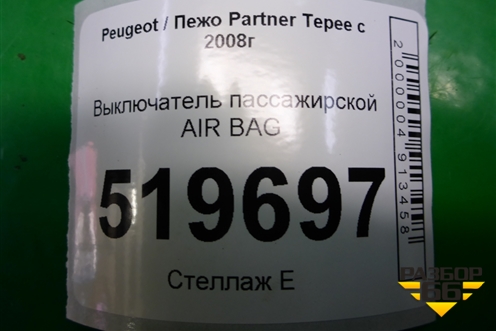 Peugeot / Пежо Partner Tepee с
2008г
Выключатель пассажирской
AIR BAG
519697
Стеллаж Е
2000004913458
РАЗБОР
66